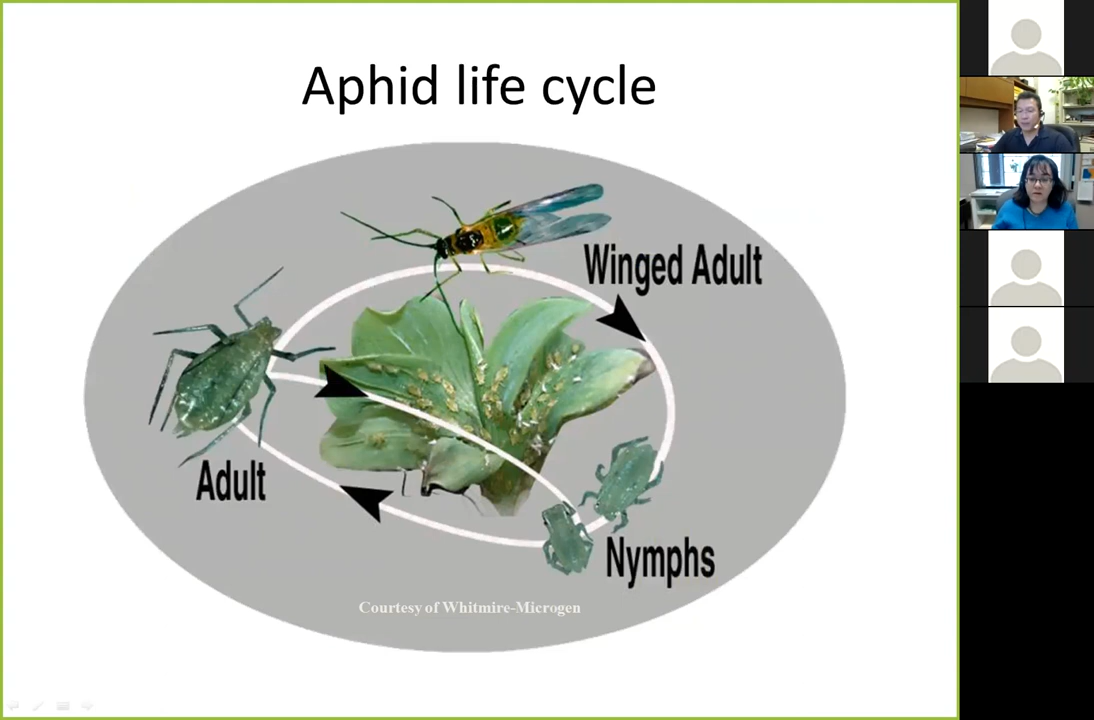 Aphid life cycle
Winged Adult
Adult
Nymphs
Courtesy of Whitmire-Microgen